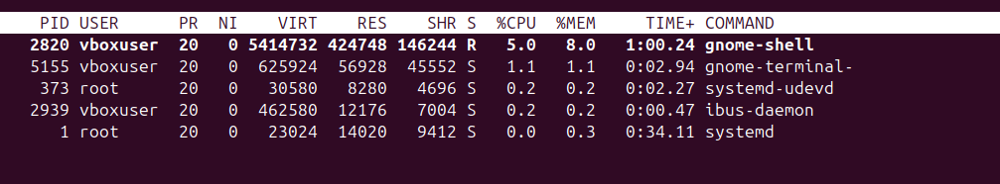 PID USER PR NI VIRT RES SHR S %CPU %MEM TIME+ COMMAND
2820 vboxuser 20 0 5414732 424748 146244 R 5.0 8.0 1:00.24 gnome-shell
5155 vboxuser 20 0 625924 56928 45552 S 1.1 1.1 0:02.94 gnome-terminal-
373 root 20 0 30580 8280 4696 S 0.2 0.2 0:02.27 systemd-udevd
2939 vboxuser 20 0 462580 12176 7004 S 0.2 0.2 0:00.47 ibus-daemon
1 root 20 0 23024 14020 9412 S 0.0 0.3 0:34.11 systemd